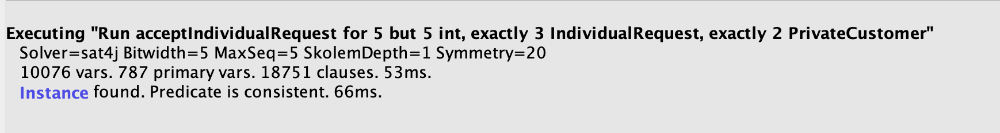 Executing "Run acceptIndividualRequest for 5 but 5 int, exactly 3 IndividualRequest, exactly 2 PrivateCustomer"
Solver=sat4j Bitwidth=5 MaxSeq=5 SkolemDepth=1 Symmetry=20
10076 vars. 787 primary vars. 18751 clauses. 53ms.
Instance found. Predicate is consistent. 66ms.